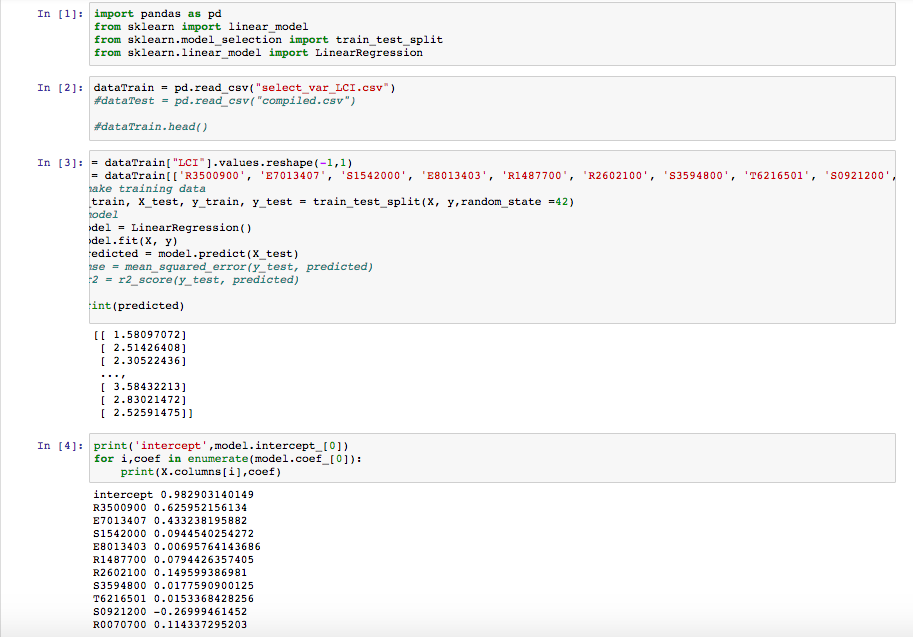 In [1]: import pandas as pd
from sklearn import linear_model
from sklearn.model_selection import train_test_split
from sklearn.linear_model import LinearRegression
In [2]: dataTrain = pd.read_csv("select_var_LCI.csv")
#dataTest = pd.read_csv("compiled.csv")
#dataTrain.head()
In [3]: = dataTrain["LCI"].values.reshape(-1,1)
= dataTrain[['R3500900', 'E7013407', 'S1542000', 'E8013403', 'R1487700', 'R2602100', 'S3594800', 'T6216501', 'S0921200',
ake training data
_train, X_test, y_train, y_test = train_test_split(X, y,random_state =42)
odel
del = LinearRegression()
del.fit(X, y)
redicted = model.predict(X_test)
se = mean_squared_error(y_test, predicted)
r2 = r2_score(y_test, predicted)
int(predicted)
[[ 1.58097072]
[ 2.51426408]
[ 2.30522436]
...,
[ 3.58432213]
[ 2.83021472]
[ 2.52591475]]
In [4]: print('intercept',model.intercept_[0])
for i,coef in enumerate(model.coef_[0]):
print(X.columns[i],coef)
intercept 0.982903140149
R3500900 0.625952156134
E7013407 0.433238195882
S1542000 0.0944540254272
E8013403 0.00695764143686
R1487700 0.0794426357405
R2602100 0.149599386981
S3594800 0.0177590900125
T6216501 0.0153368428256
S0921200 -0.26999461452
R0070700 0.114337295203